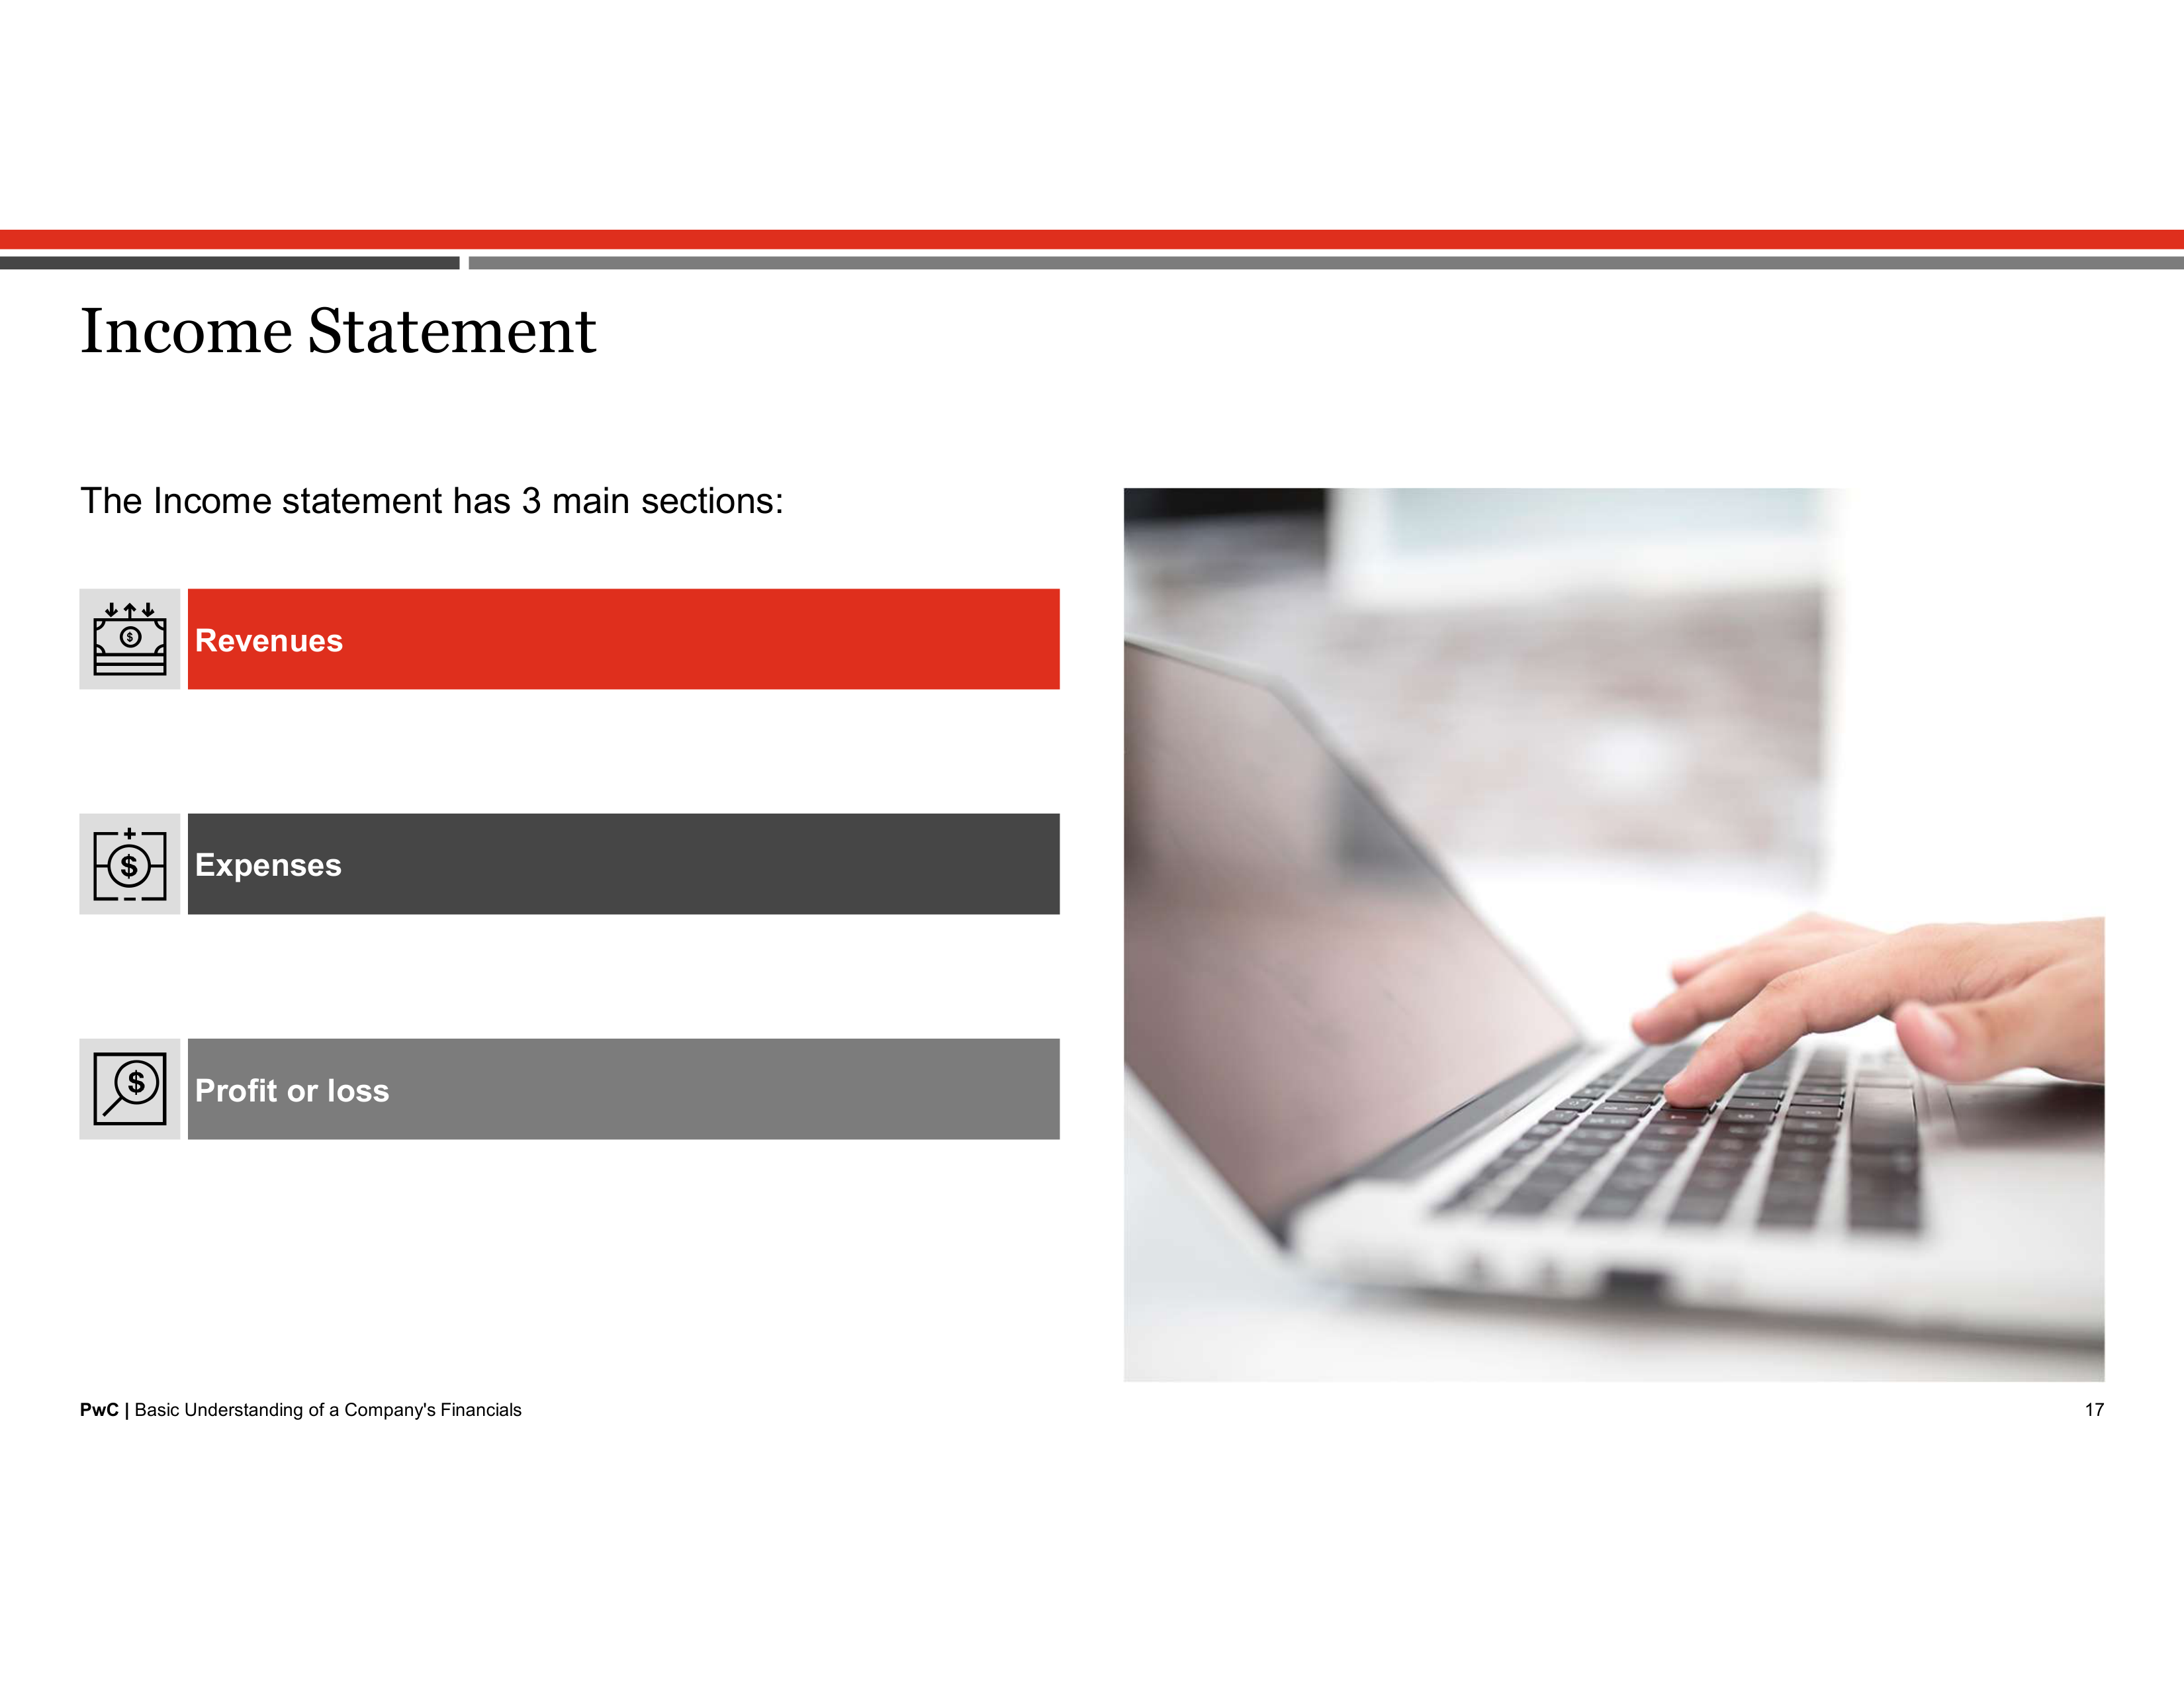 Income Statement
The Income statement has 3 main sections:
Revenues
Expenses
Profit or loss
PwC | Basic Understanding of a Company's Financials
17